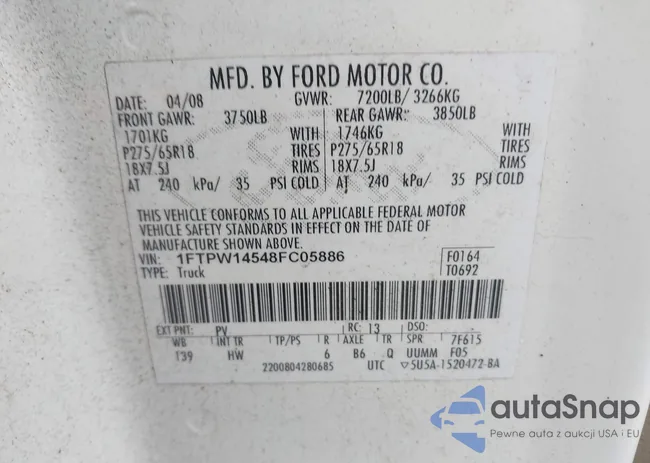 MFD. BY FORD MOTOR CO.
DATE: 04/08 GVWR: 7200LB/ 3266KG
FRONT GAWR: 3750LB REAR GAWR: 3850LB
1701KG WITH 1746KG WITH
P275/65R18 TIRES P275/65R18 TIRES
18X7.5J RIMS 18X7.5J RIMS
AT 240 kPa/ 35 PSI COLD AT 240 kPa/ 35 PSI COLD
THIS VEHICLE CONFORMS TO ALL APPLICABLE FEDERAL MOTOR
VEHICLE SAFETY STANDARDS IN EFFECT ON THE DATE OF
MANUFACTURE SHOWN ABOVE.
VIN: 1FTPW14548FC05886 F0164
TYPE: Truck T0692
EXT PNT: PV RC: 13 DSO:
WB INT TR TP/PS R AXLE TR SPR 7F615
139 HW 6 B6 Q UUMM F05
2200804280685 UTC ▽5U5A-1520472-BA
autaSnap
Pewne auta z aukcji USA i EU